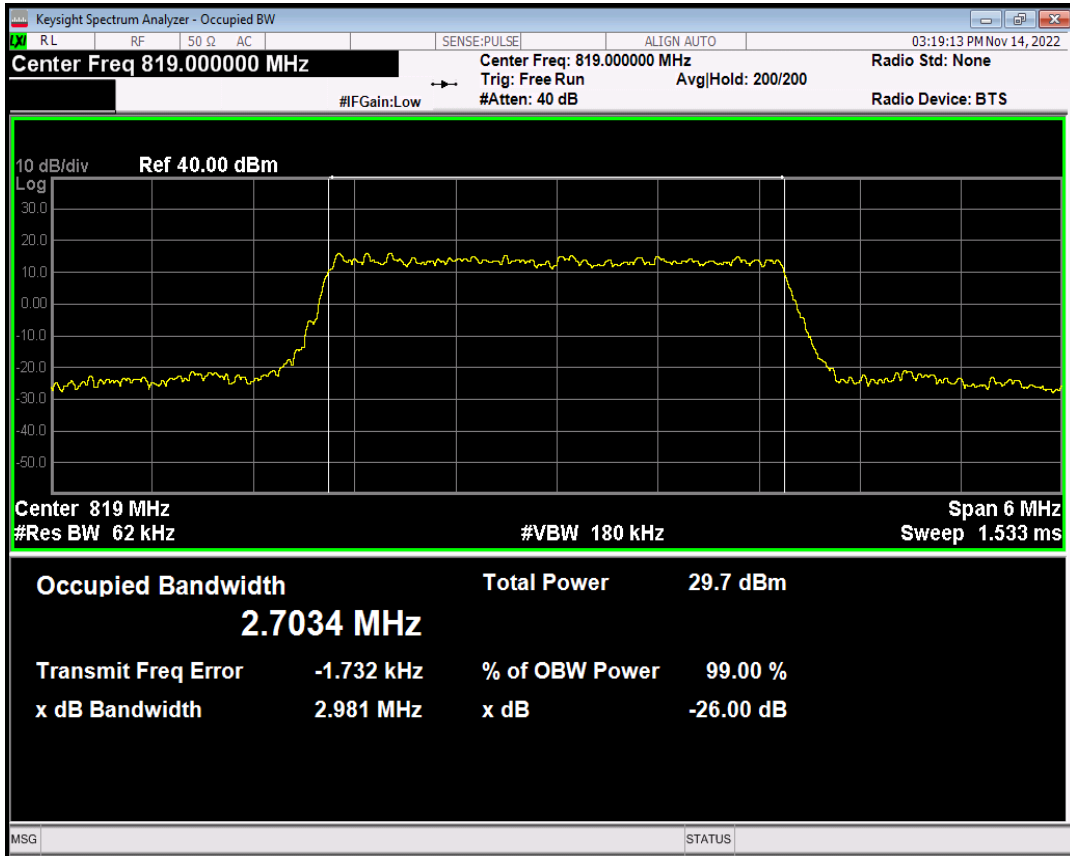 Keysight Spectrum Analyzer - Occupied BW
LXI RL RF 50 Ω AC SENSE:PULSE ALIGN AUTO 03:19:13 PM Nov 14, 2022
Center Freq 819.000000 MHz Center Freq: 819.000000 MHz Radio Std: None
Trig: Free Run Avg|Hold: 200/200
#IFGain:Low #Atten: 40 dB Radio Device: BTS
10 dB/div Ref 40.00 dBm
Log
30.0
20.0
10.0
0.00
-10.0
-20.0
-30.0
-40.0
-50.0
Center 819 MHz Span 6 MHz
#Res BW 62 kHz #VBW 180 kHz Sweep 1.533 ms
Occupied Bandwidth Total Power 29.7 dBm
2.7034 MHz
Transmit Freq Error -1.732 kHz % of OBW Power 99.00 %
x dB Bandwidth 2.981 MHz x dB -26.00 dB
MSG STATUS